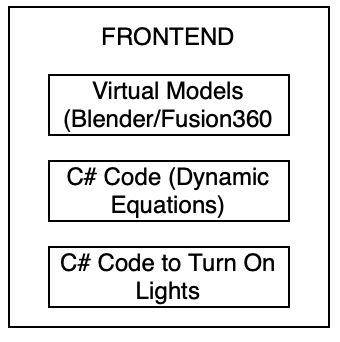 FRONTEND
Virtual Models
(Blender/Fusion360
C# Code (Dynamic
Equations)
C# Code to Turn On
Lights